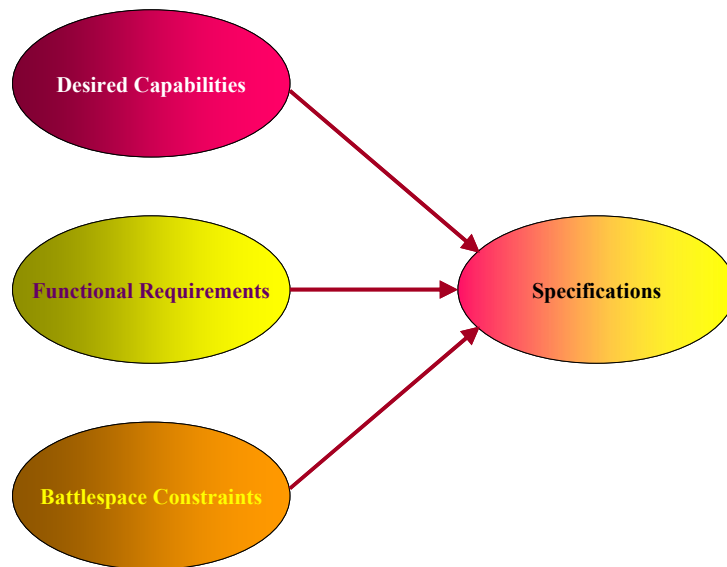 Desired Capabilities
Functional Requirements
Specifications
Battlespace Constraints